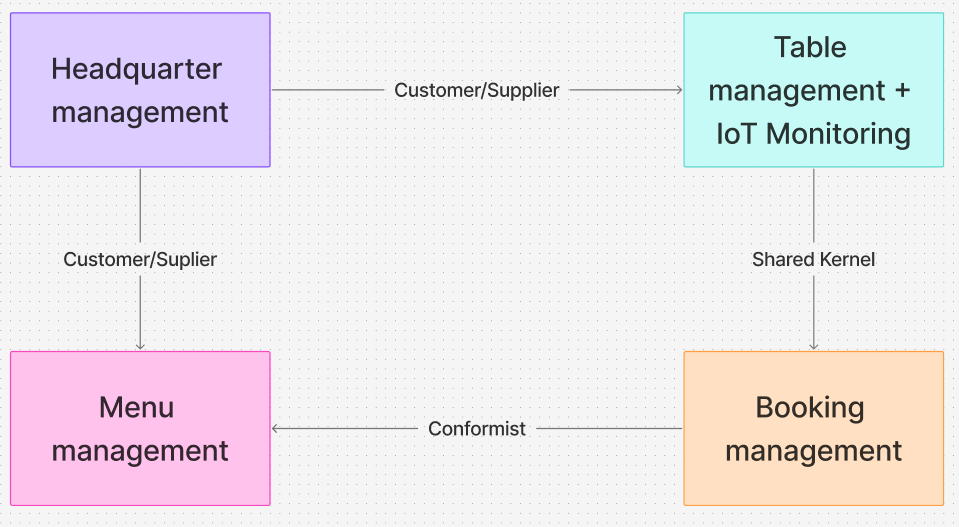 Headquarter
management
Customer/Supplier
Table
management +
IoT Monitoring
Customer/Suplier
Shared Kernel
Menu
management
Conformist
Booking
management